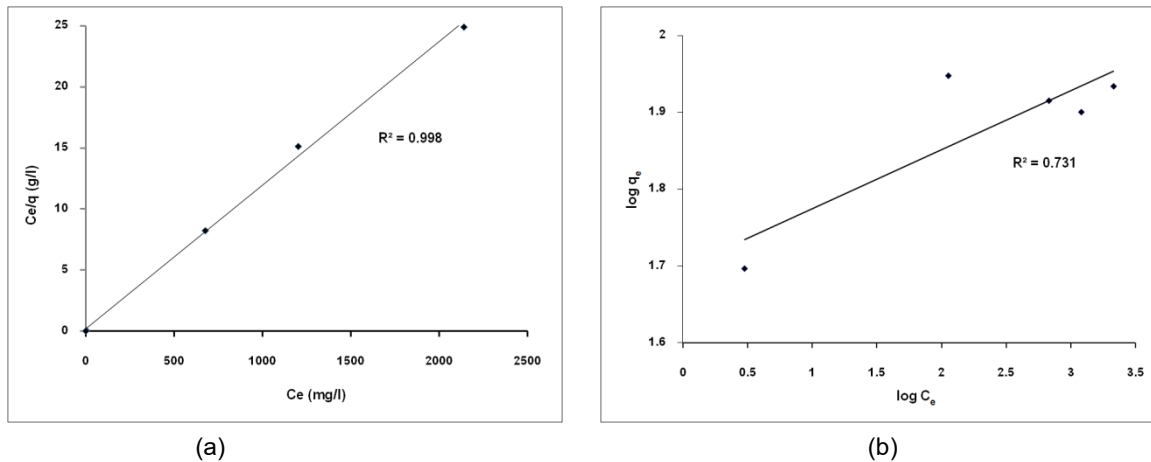 25
20
15
10
5
0
Ce/q (g/l)
R² = 0.998
0 500 1000 1500 2000 2500
Ce (mg/l)
(a)
2
1.9
1.8
1.7
1.6
log qₑ
R² = 0.731
0 0.5 1 1.5 2 2.5 3 3.5
log Cₑ
(b)